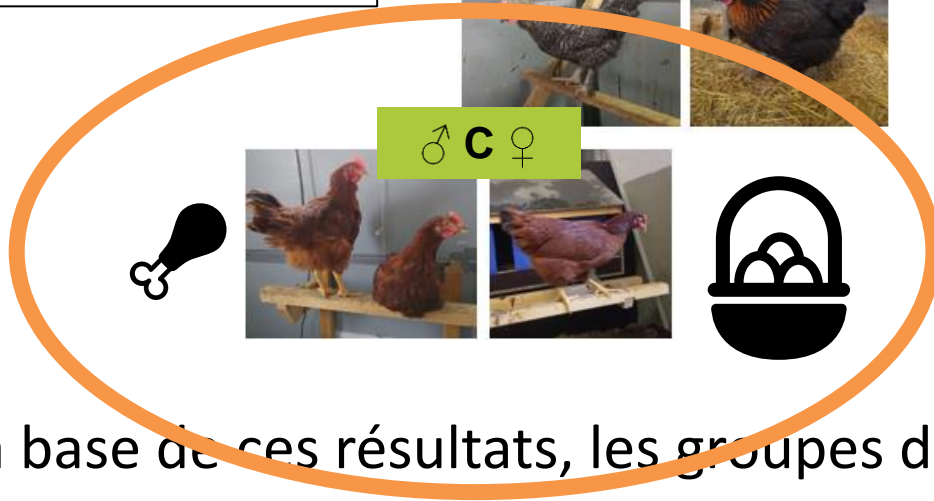 ♂ C ♀
base de ces résultats, les groupes d